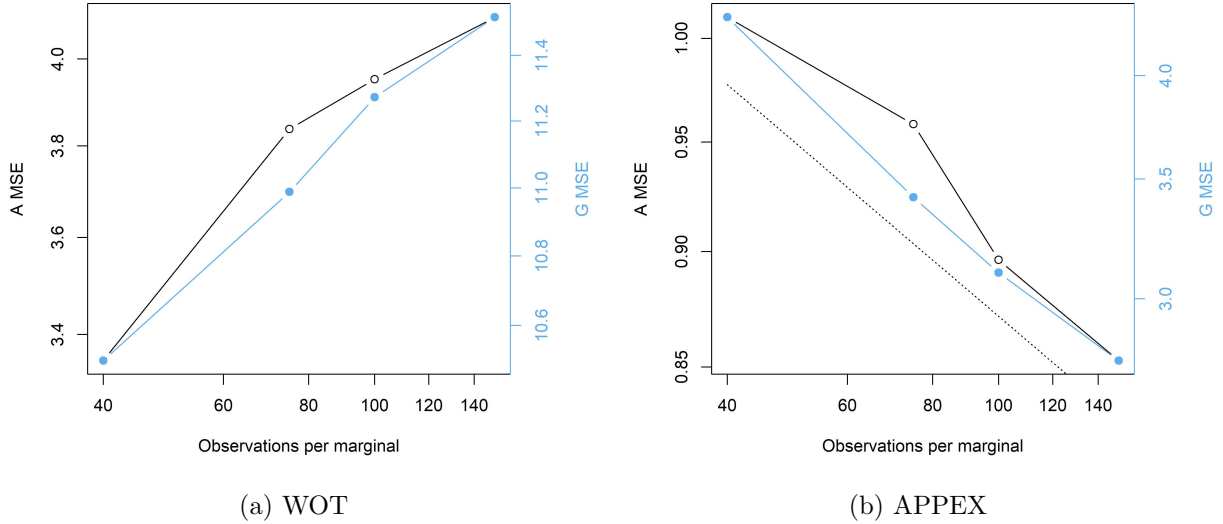 4.0
3.8
3.6
3.4
A MSE
11.4
11.2
11.0
10.8
10.6
G MSE
40 60 80 100 120 140
Observations per marginal
(a) WOT
1.00
0.95
0.90
0.85
A MSE
4.0
3.5
3.0
G MSE
40 60 80 100 120 140
Observations per marginal
(b) APPEX